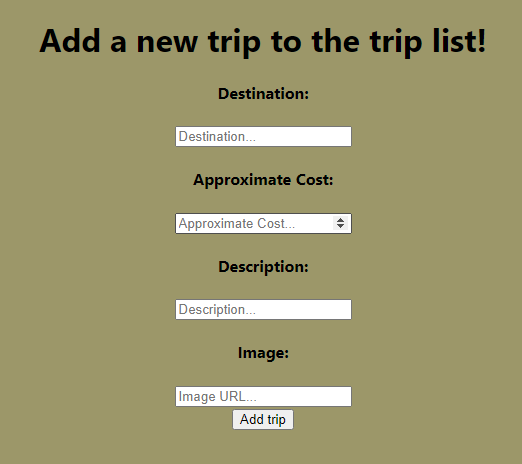 Add a new trip to the trip list!
Destination:
Destination...
Approximate Cost:
Approximate Cost...
Description:
Description...
Image:
Image URL...
Add trip